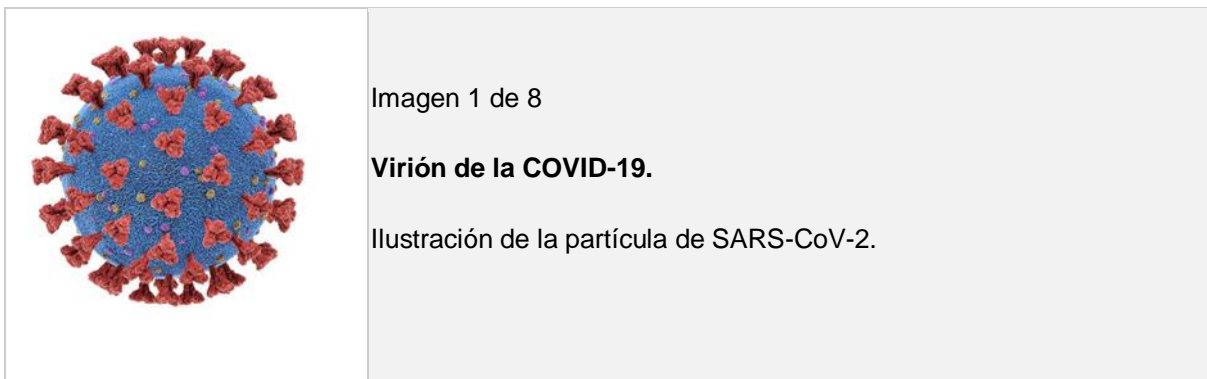 Imagen 1 de 8
Virión de la COVID-19.
Ilustración de la partícula de SARS-CoV-2.